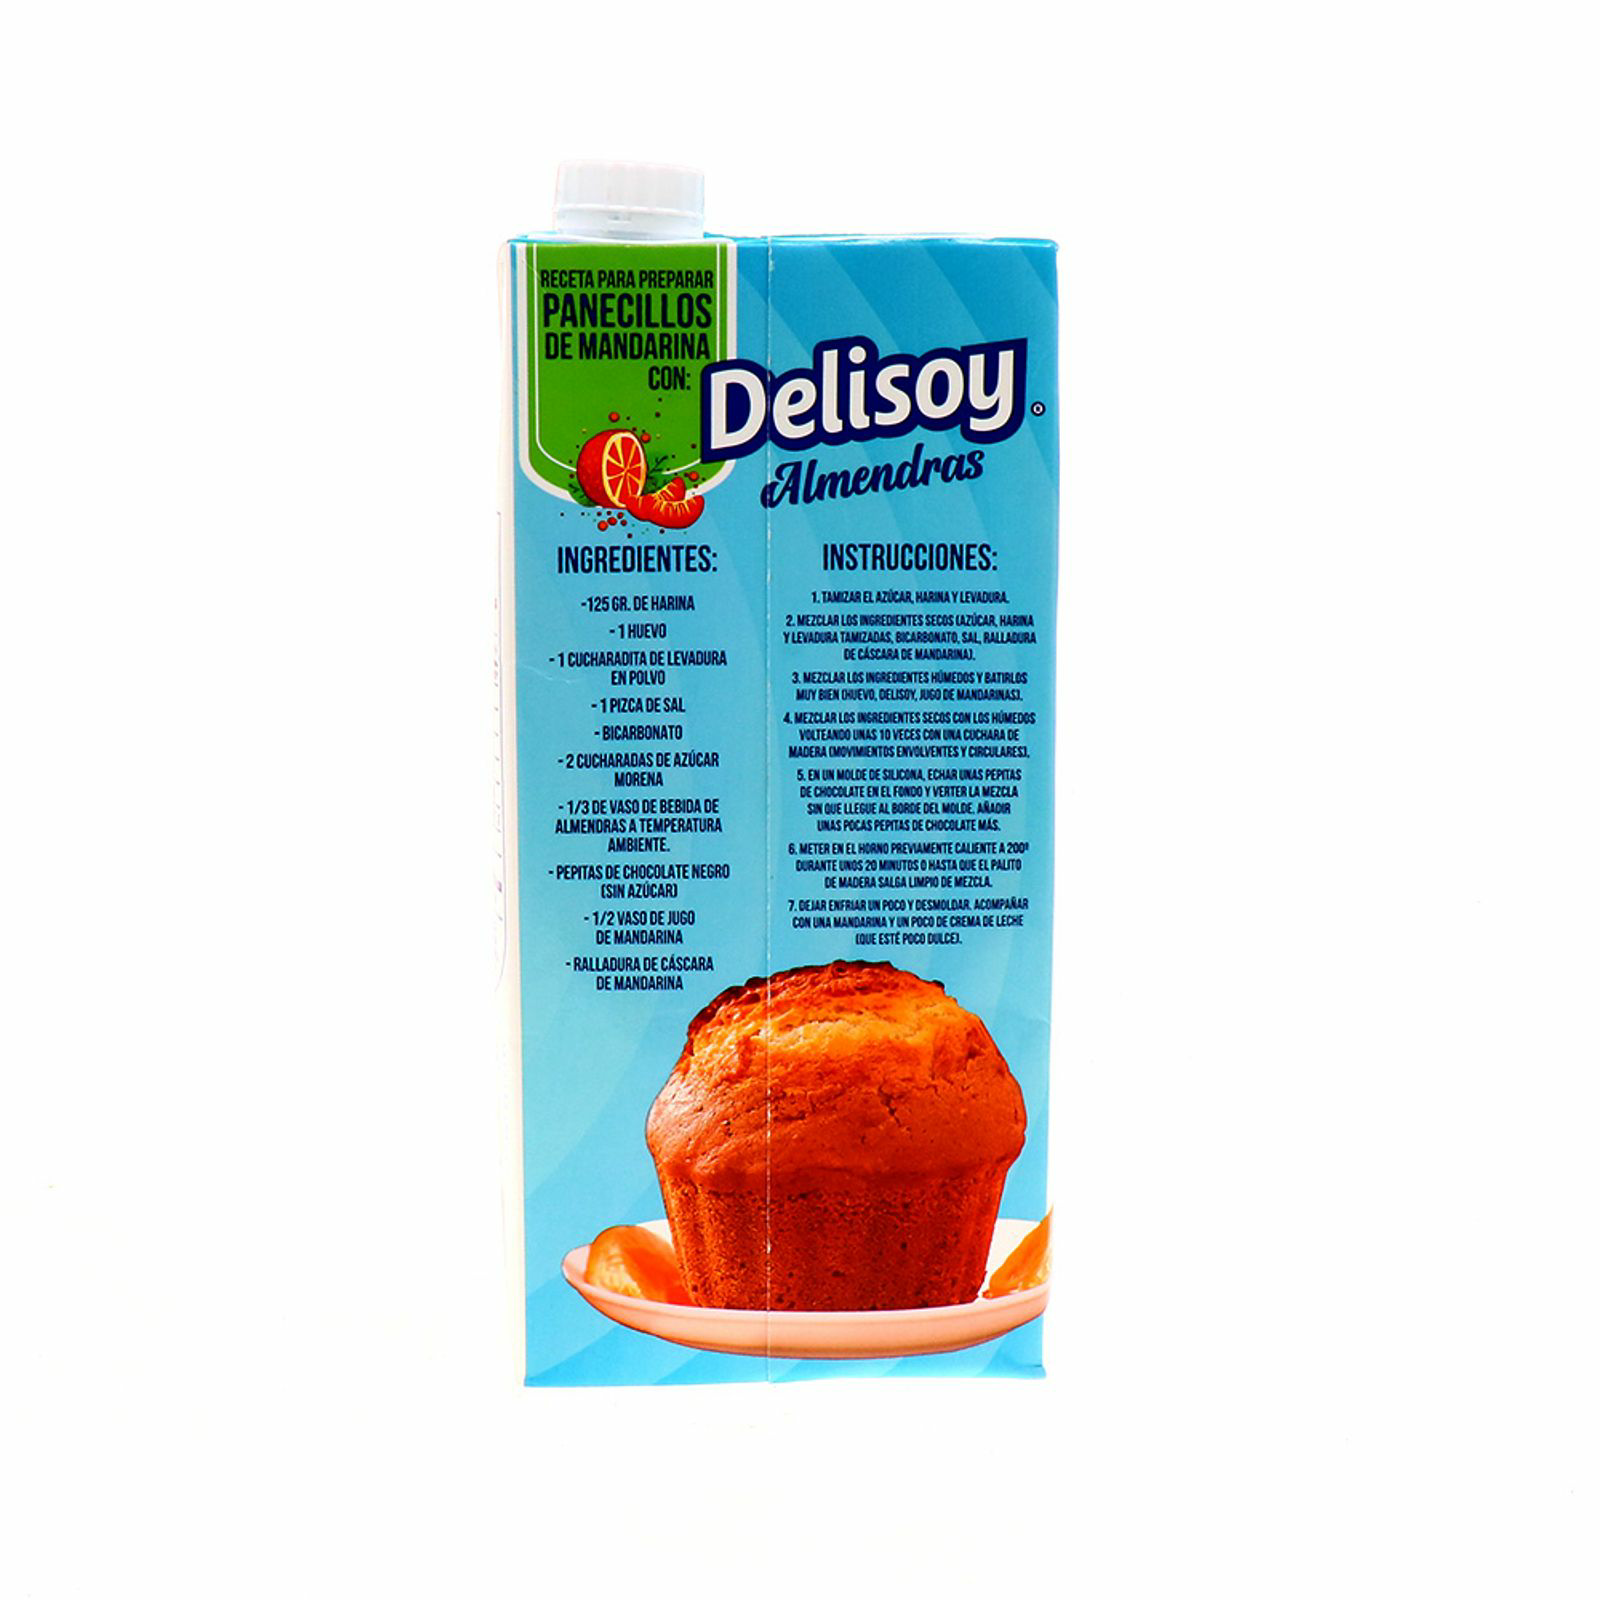 RECETA PARA PREPARAR
PANECILLOS
DE MANDARINA
CON:
Delisoy
Almendras
INGREDIENTES:
-125 GR. DE HARINA
- 1 HUEVO
- 1 CUCHARADITA DE LEVADURA
EN POLVO
- 1 PIZCA DE SAL
- BICARBONATO
- 2 CUCHARADAS DE AZÚCAR
MORENA
- 1/3 DE VASO DE BEBIDA DE
ALMENDRAS A TEMPERATURA
AMBIENTE.
- PEPITAS DE CHOCOLATE NEGRO
(SIN AZÚCAR)
- 1/2 VASO DE JUGO
DE MANDARINA
- RALLADURA DE CÁSCARA
DE MANDARINA
INSTRUCCIONES:
1. TAMIZAR EL AZÚCAR, HARINA Y LEVADURA.
2. MEZCLAR LOS INGREDIENTES SECOS (AZÚCAR, HARINA
Y LEVADURA TAMIZADAS, BICARBONATO, SAL, RALLADURA
DE CÁSCARA DE MANDARINA).
3. MEZCLAR LOS INGREDIENTES HÚMEDOS Y BATIRLOS
MUY BIEN (HUEVO, DELISOY, JUGO DE MANDARINAS).
4. MEZCLAR LOS INGREDIENTES SECOS CON LOS HÚMEDOS
VOLTEANDO UNAS 10 VECES CON UNA CUCHARA DE
MADERA (MOVIMIENTOS ENVOLVENTES Y CIRCULARES).
5. EN UN MOLDE DE SILICONA, ECHAR UNAS PEPITAS
DE CHOCOLATE EN EL FONDO Y VERTER LA MEZCLA
SIN QUE LLEGUE AL BORDE DEL MOLDE. AÑADIR
UNAS POCAS PEPITAS DE CHOCOLATE MÁS.
6. METER EN EL HORNO PREVIAMENTE CALIENTE A 200º
DURANTE UNOS 20 MINUTOS O HASTA QUE EL PALITO
DE MADERA SALGA LIMPIO DE MEZCLA.
7. DEJAR ENFRIAR UN POCO Y DESMOLDAR. ACOMPAÑAR
CON UNA MANDARINA Y UN POCO DE CREMA DE LECHE
(QUE ESTÉ POCO DULCE).